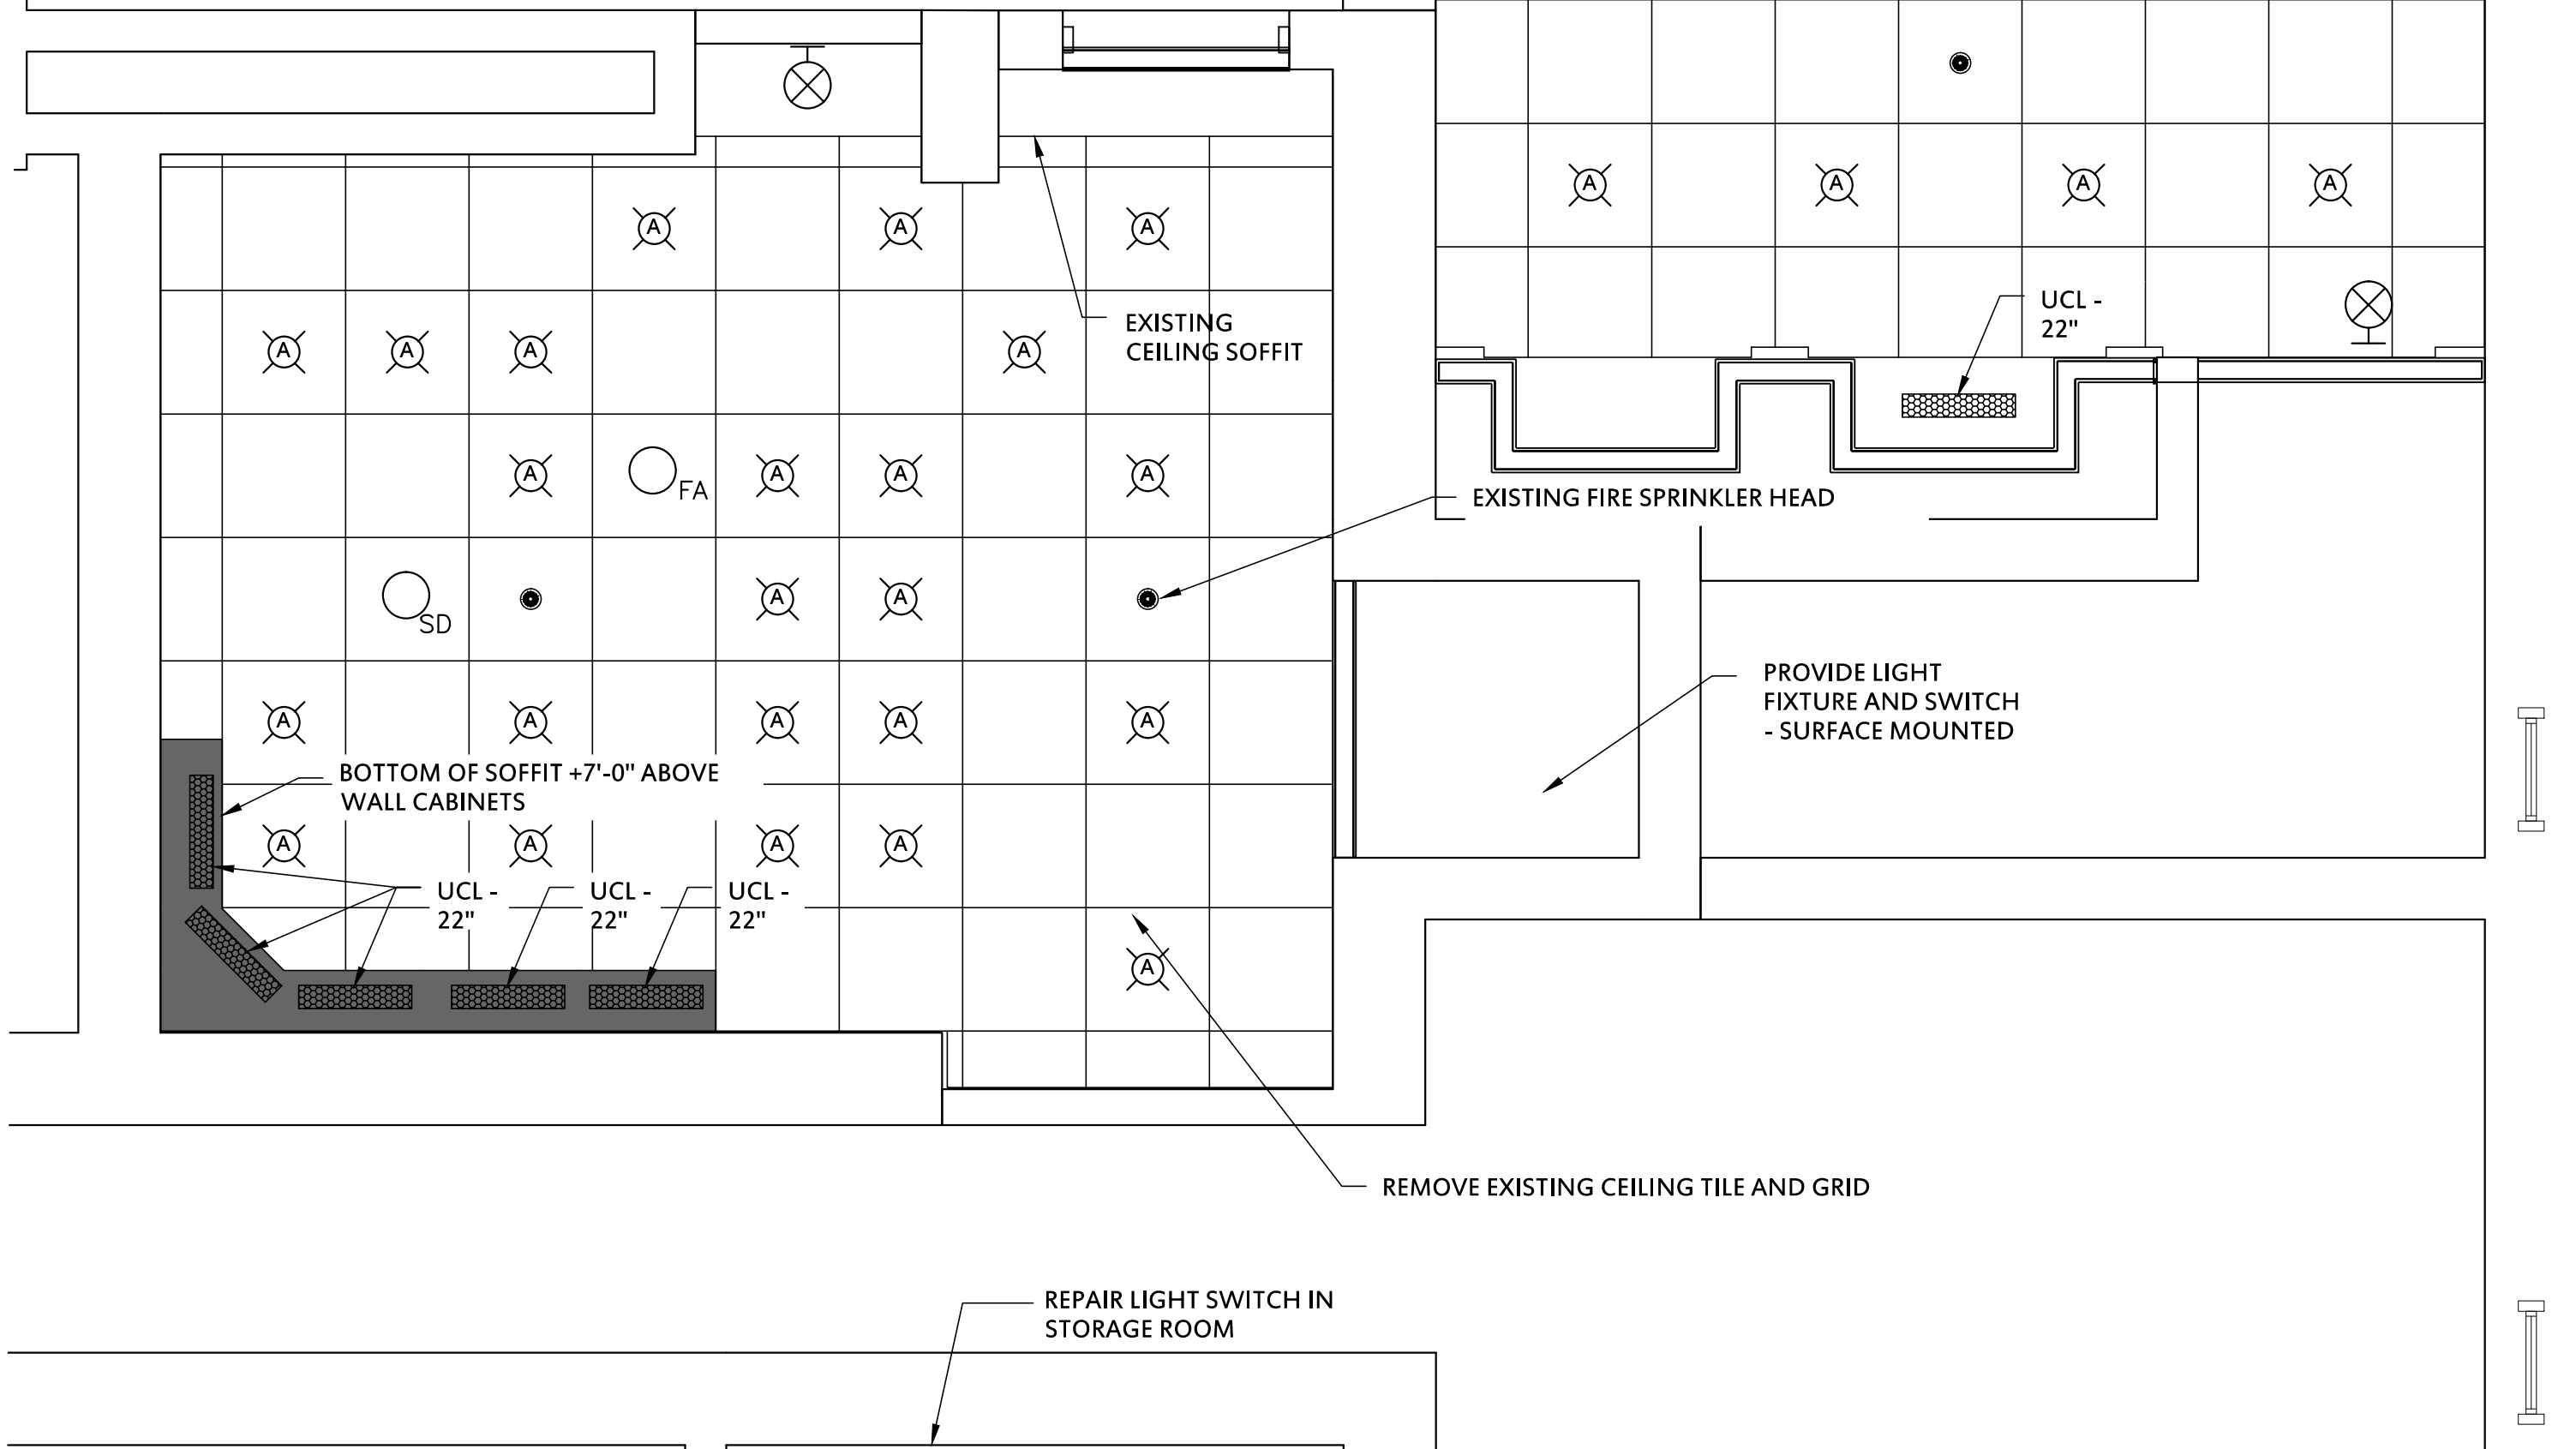 A A A A
A A A
UCL -
22"
EXISTING
CEILING SOFFIT
A A A A
A A A A
FA
EXISTING FIRE SPRINKLER HEAD
A A
SD
PROVIDE LIGHT
FIXTURE AND SWITCH
- SURFACE MOUNTED
A A A A A
BOTTOM OF SOFFIT +7'-0" ABOVE
WALL CABINETS
A A A A
UCL -
22"
UCL -
22"
UCL -
22"
A
REMOVE EXISTING CEILING TILE AND GRID
REPAIR LIGHT SWITCH IN
STORAGE ROOM